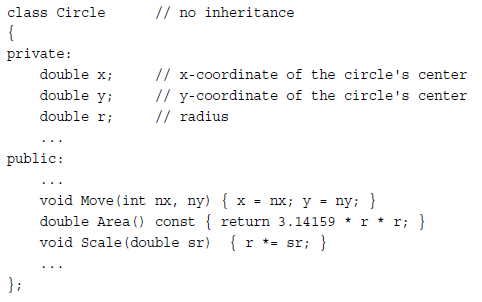 class Circle      // no inheritance
{
private:
    double x;     // x-coordinate of the circle's center
    double y;     // y-coordinate of the circle's center
    double r;     // radius
    ...
public:
    ...
    void Move(int nx, ny) { x = nx; y = ny; }
    double Area() const { return 3.14159 * r * r; }
    void Scale(double sr)  { r *= sr; }
    ...
};